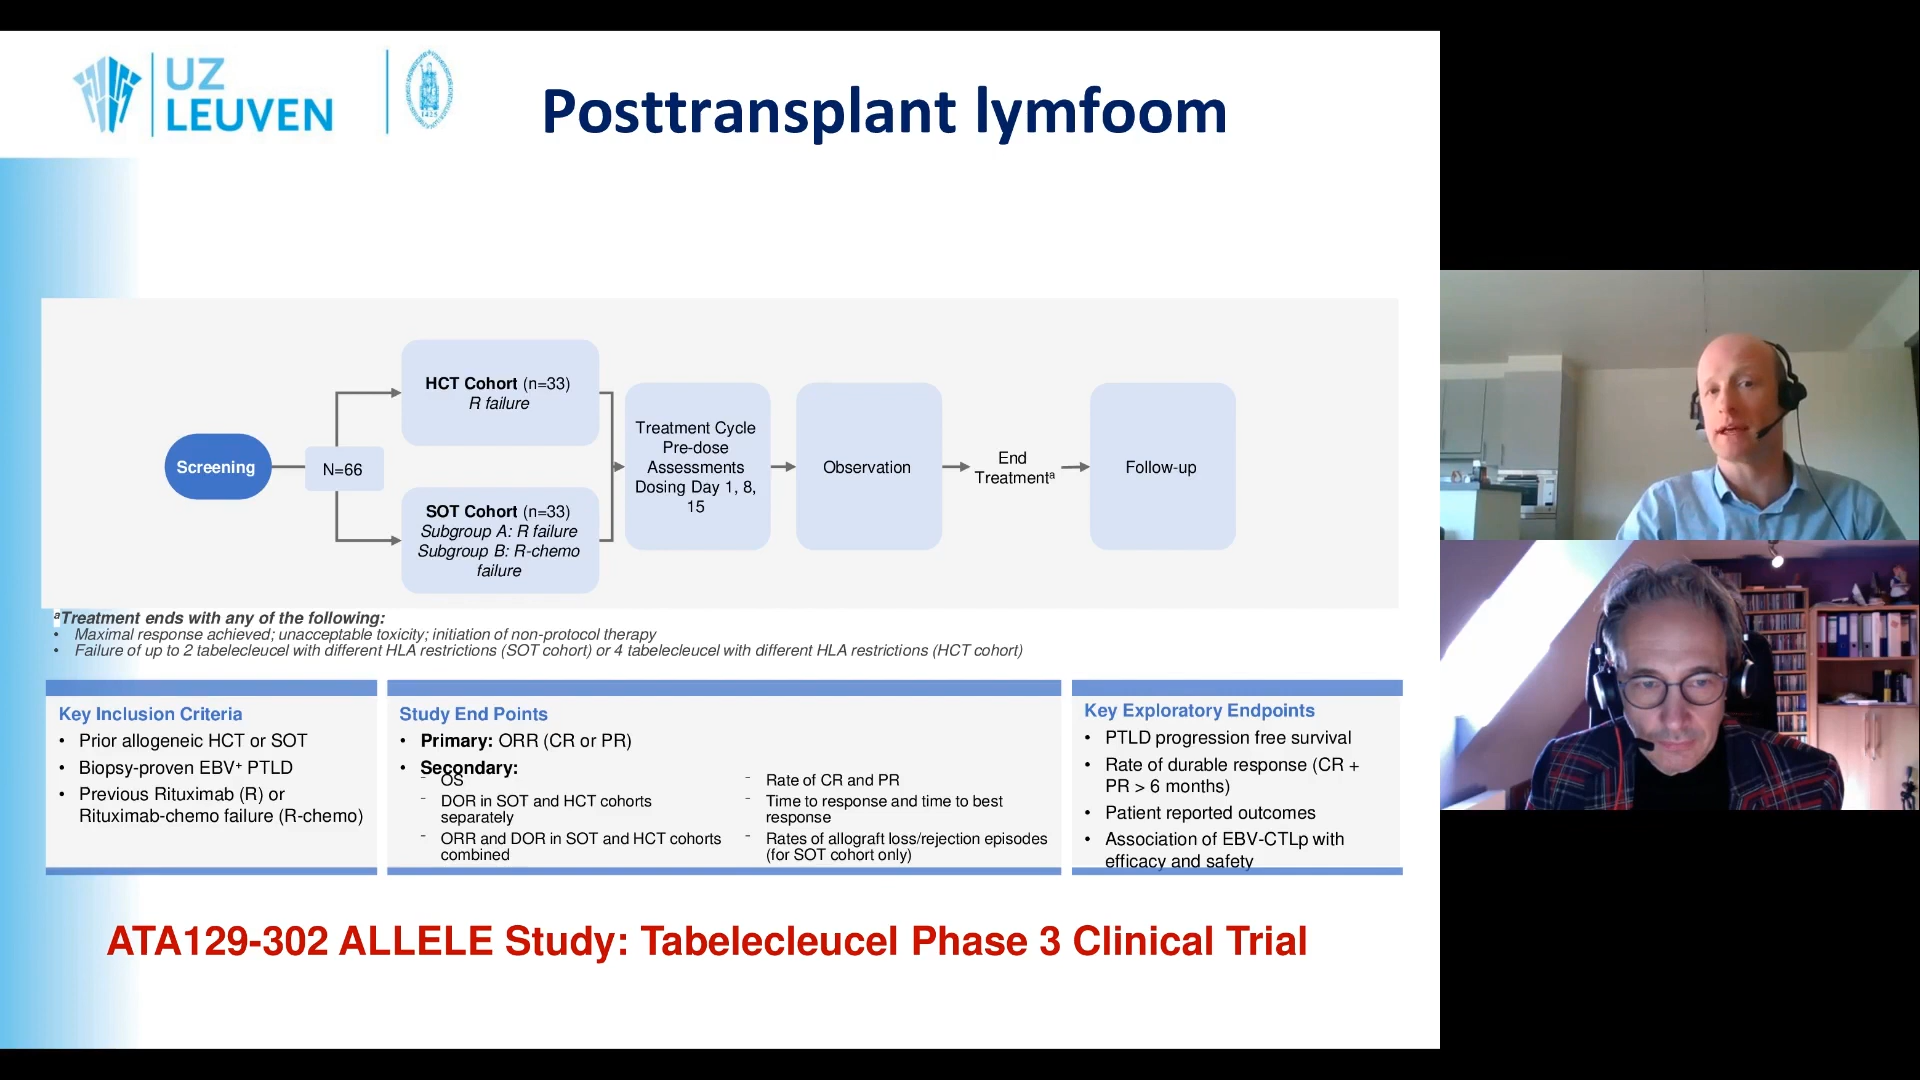 UZ
LEUVEN
1425
Posttransplant lymfoom
Screening
N=66
HCT Cohort (n=33)
R failure
SOT Cohort (n=33)
Subgroup A: R failure
Subgroup B: R-chemo
failure
Treatment Cycle
Pre-dose
Assessments
Dosing Day 1, 8,
15
Observation
End
Treatmentᵃ
Follow-up
ᵃTreatment ends with any of the following:
• Maximal response achieved; unacceptable toxicity; initiation of non-protocol therapy
• Failure of up to 2 tabelecleucel with different HLA restrictions (SOT cohort) or 4 tabelecleucel with different HLA restrictions (HCT cohort)
Key Inclusion Criteria
• Prior allogeneic HCT or SOT
• Biopsy-proven EBV⁺ PTLD
• Previous Rituximab (R) or
Rituximab-chemo failure (R-chemo)
Study End Points
• Primary: ORR (CR or PR)
• Secondary:
- OS
- DOR in SOT and HCT cohorts
separately
- ORR and DOR in SOT and HCT cohorts
combined
- Rate of CR and PR
- Time to response and time to best
response
- Rates of allograft loss/rejection episodes
(for SOT cohort only)
Key Exploratory Endpoints
• PTLD progression free survival
• Rate of durable response (CR +
PR > 6 months)
• Patient reported outcomes
• Association of EBV-CTLp with
efficacy and safety
ATA129-302 ALLELE Study: Tabelecleucel Phase 3 Clinical Trial